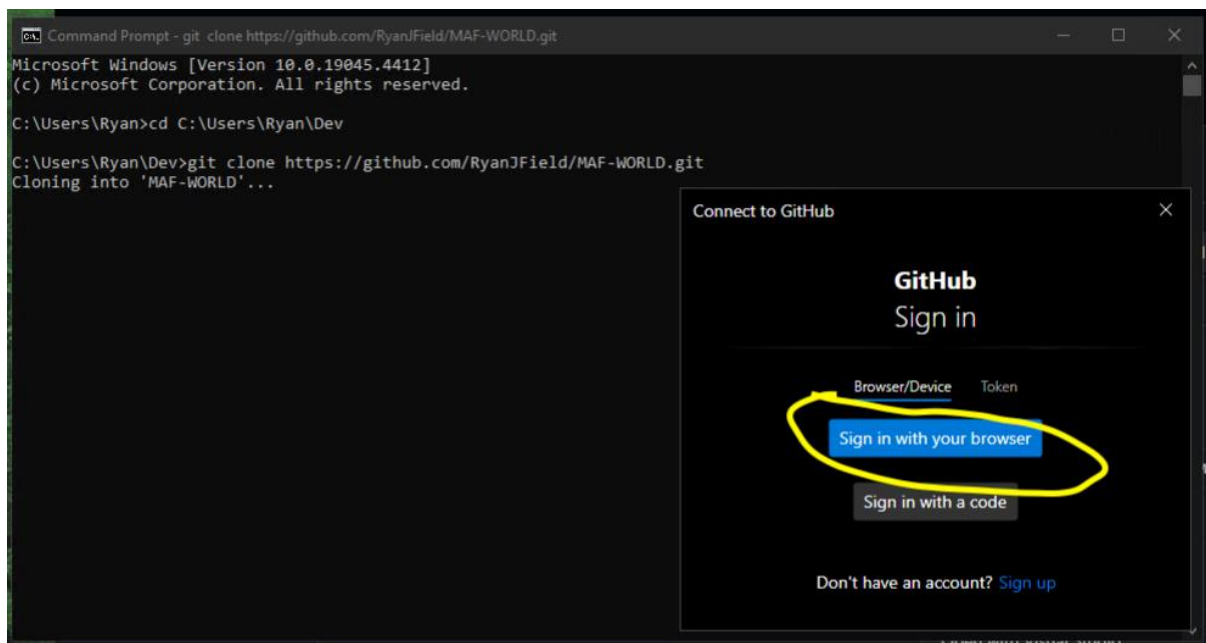 Command Prompt - git clone https://github.com/RyanJField/MAF-WORLD.git
Microsoft Windows [Version 10.0.19045.4412]
(c) Microsoft Corporation. All rights reserved.
C:\Users\Ryan>cd C:\Users\Ryan\Dev
C:\Users\Ryan\Dev>git clone https://github.com/RyanJField/MAF-WORLD.git
Cloning into 'MAF-WORLD'...
Connect to GitHub
GitHub
Sign in
Browser/Device Token
Sign in with your browser
Sign in with a code
Don't have an account? Sign up